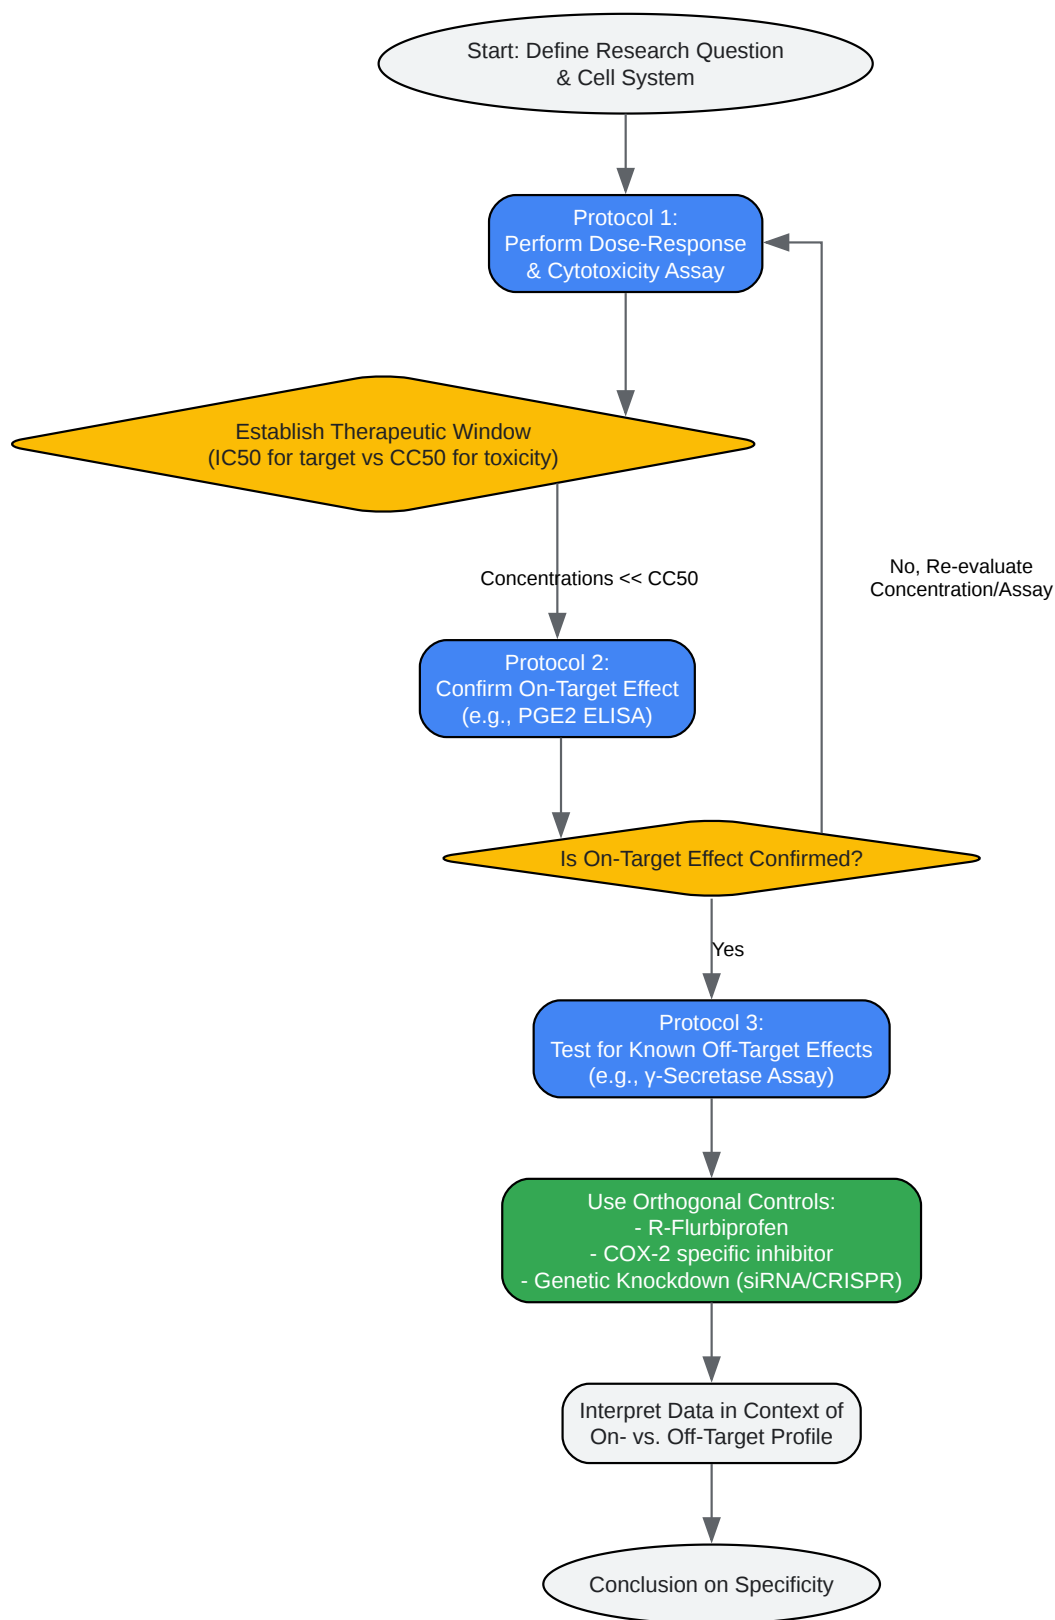 Start: Define Research Question
& Cell System
Protocol 1:
Perform Dose-Response
& Cytotoxicity Assay
Establish Therapeutic Window
(IC50 for target vs CC50 for toxicity)
Concentrations << CC50
No, Re-evaluate
Concentration/Assay
Protocol 2:
Confirm On-Target Effect
(e.g., PGE2 ELISA)
Is On-Target Effect Confirmed?
Yes
Protocol 3:
Test for Known Off-Target Effects
(e.g., γ-Secretase Assay)
Use Orthogonal Controls:
- R-Flurbiprofen
- COX-2 specific inhibitor
- Genetic Knockdown (siRNA/CRISPR)
Interpret Data in Context of
On- vs. Off-Target Profile
Conclusion on Specificity